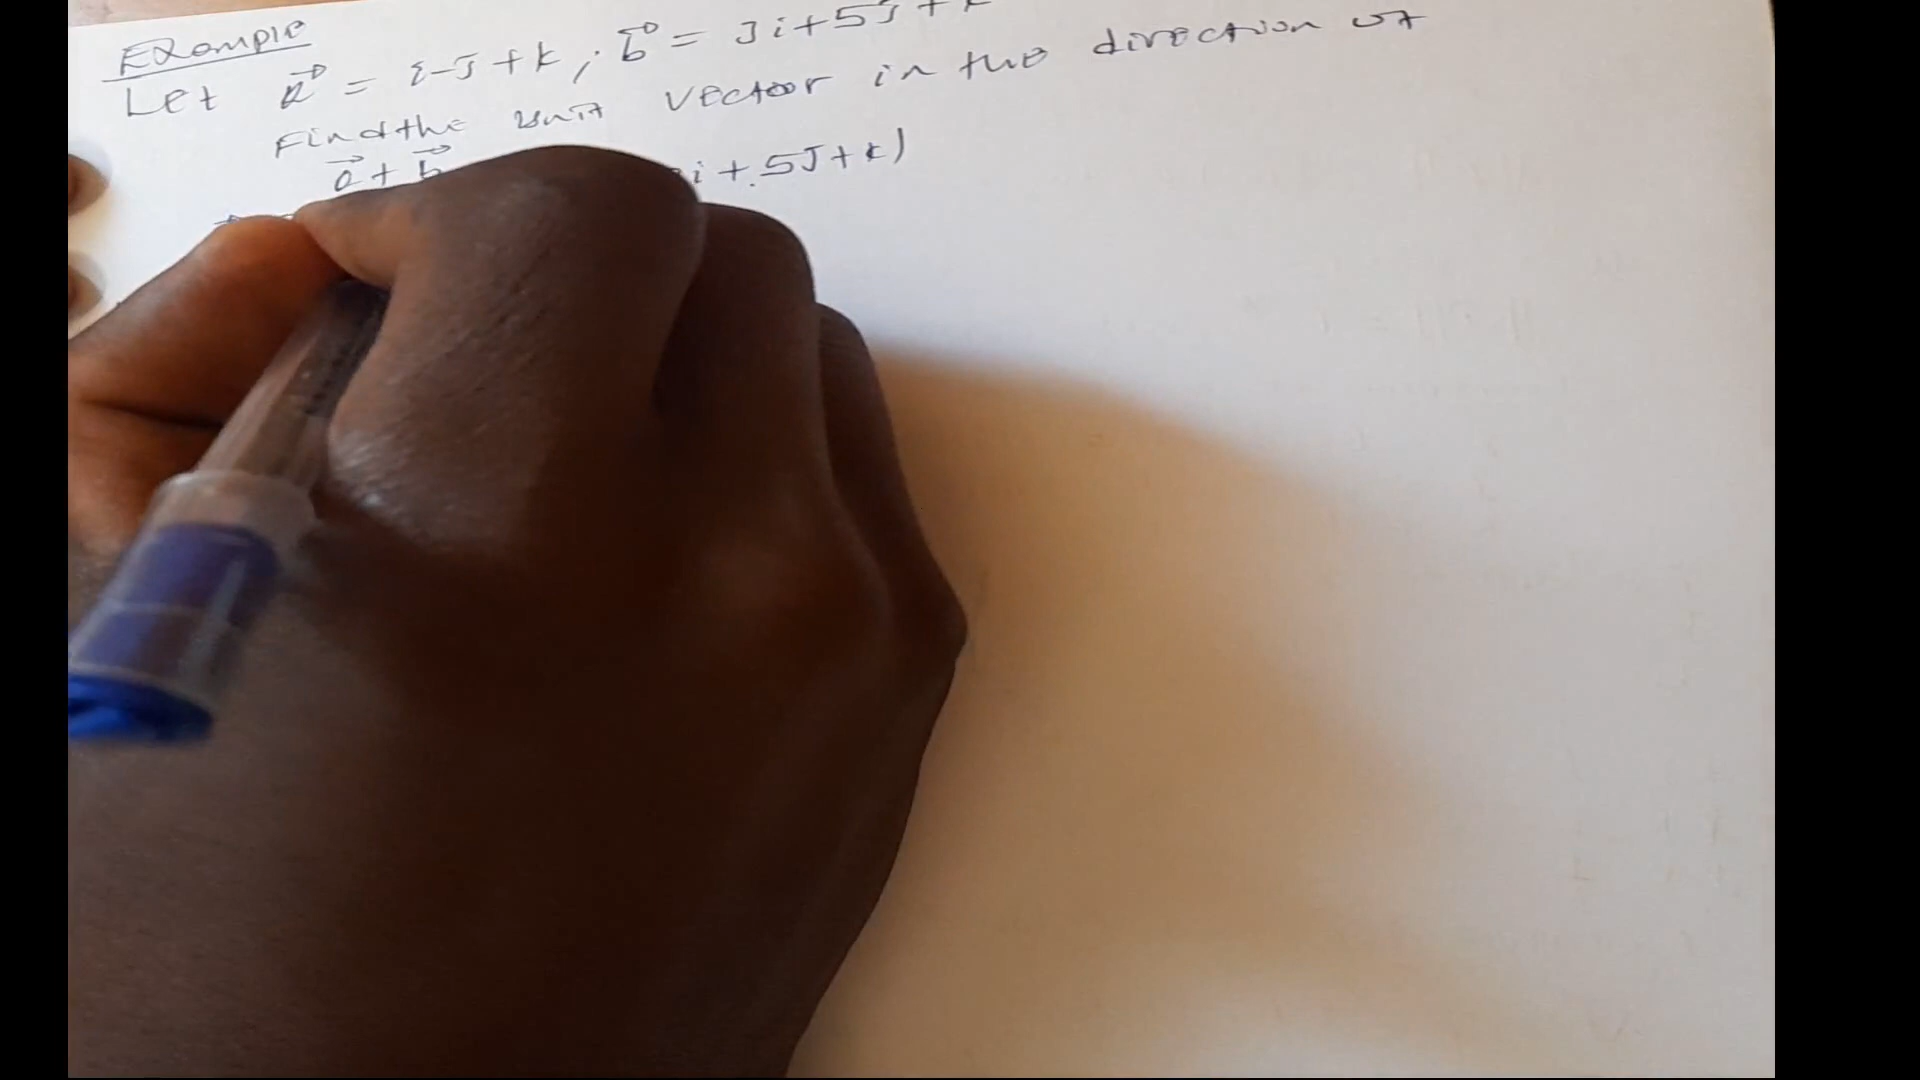 Example
Let a⃗ = i-J+k; b⃗ = 3i+5J+k
Find the unit vector in the direction of
a⃗ + b⃗ i+5J+k)